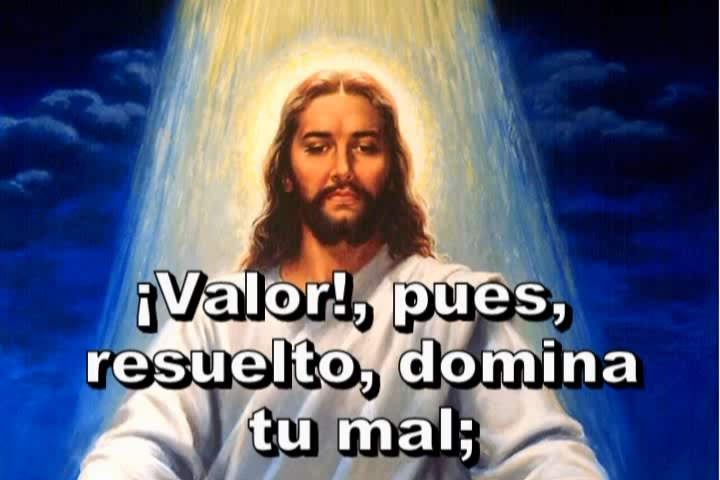 ¡Valor!, pues,
resuelto, domina
tu mal;